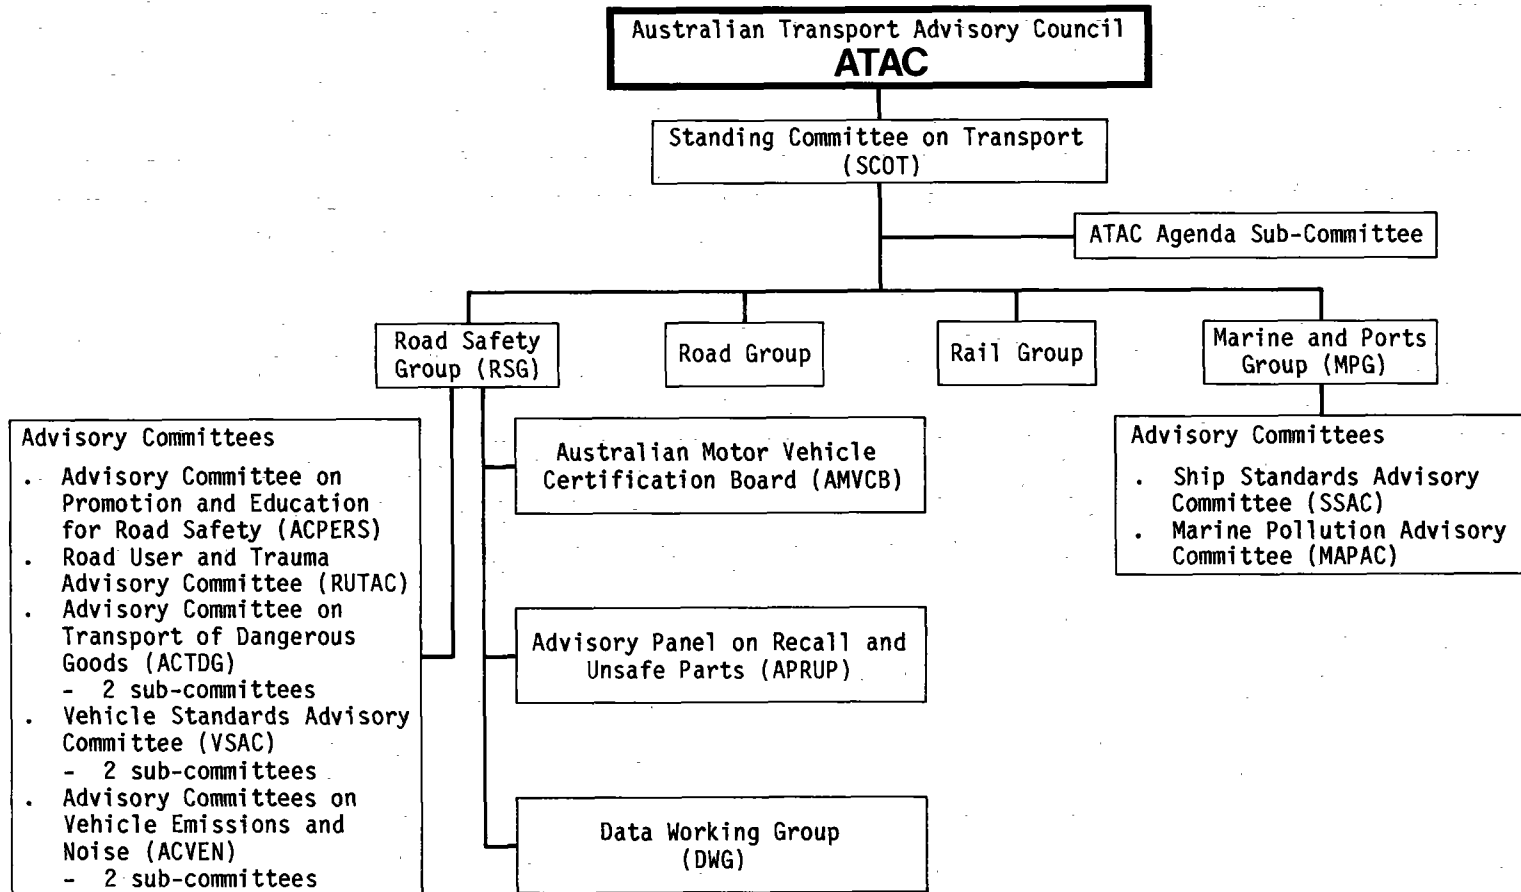 Australian Transport Advisory Council
ATAC
Standing Committee on Transport
(SCOT)
ATAC Agenda Sub-Committee
Road Safety
Group (RSG)
Road Group
Rail Group
Marine and Ports
Group (MPG)
Advisory Committees
. Advisory Committee on
Promotion and Education
for Road Safety (ACPERS)
. Road User and Trauma
Advisory Committee (RUTAC)
. Advisory Committee on
Transport of Dangerous
Goods (ACTDG)
- 2 sub-committees
. Vehicle Standards Advisory
Committee (VSAC)
- 2 sub-committees
. Advisory Committees on
Vehicle Emissions and
Noise (ACVEN)
- 2 sub-committees
Australian Motor Vehicle
Certification Board (AMVCB)
Advisory Panel on Recall and
Unsafe Parts (APRUP)
Data Working Group
(DWG)
Advisory Committees
. Ship Standards Advisory
Committee (SSAC)
. Marine Pollution Advisory
Committee (MAPAC)